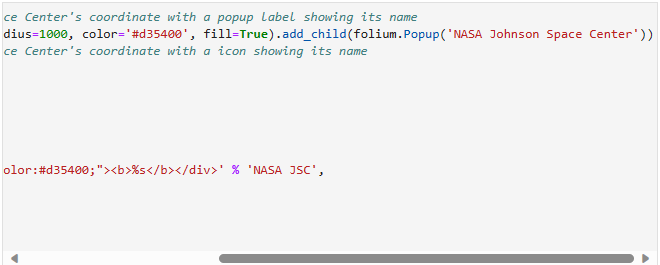 ce Center's coordinate with a popup label showing its name
dius=1000, color='#d35400', fill=True).add_child(folium.Popup('NASA Johnson Space Center'))
ce Center's coordinate with a icon showing its name
olor:#d35400;"><b>%s</b></div>' % 'NASA JSC',